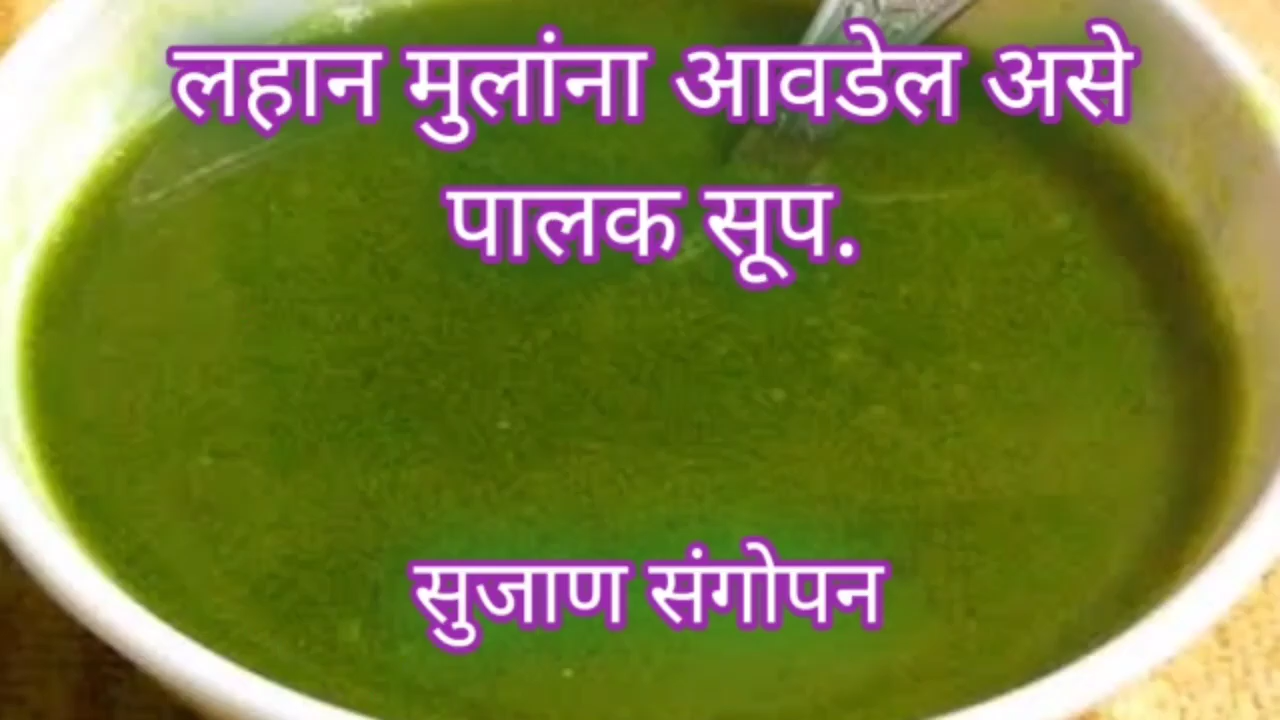 लहान मुलांना आवडेल असे
पालक सूप.
सुजाण संगोपन